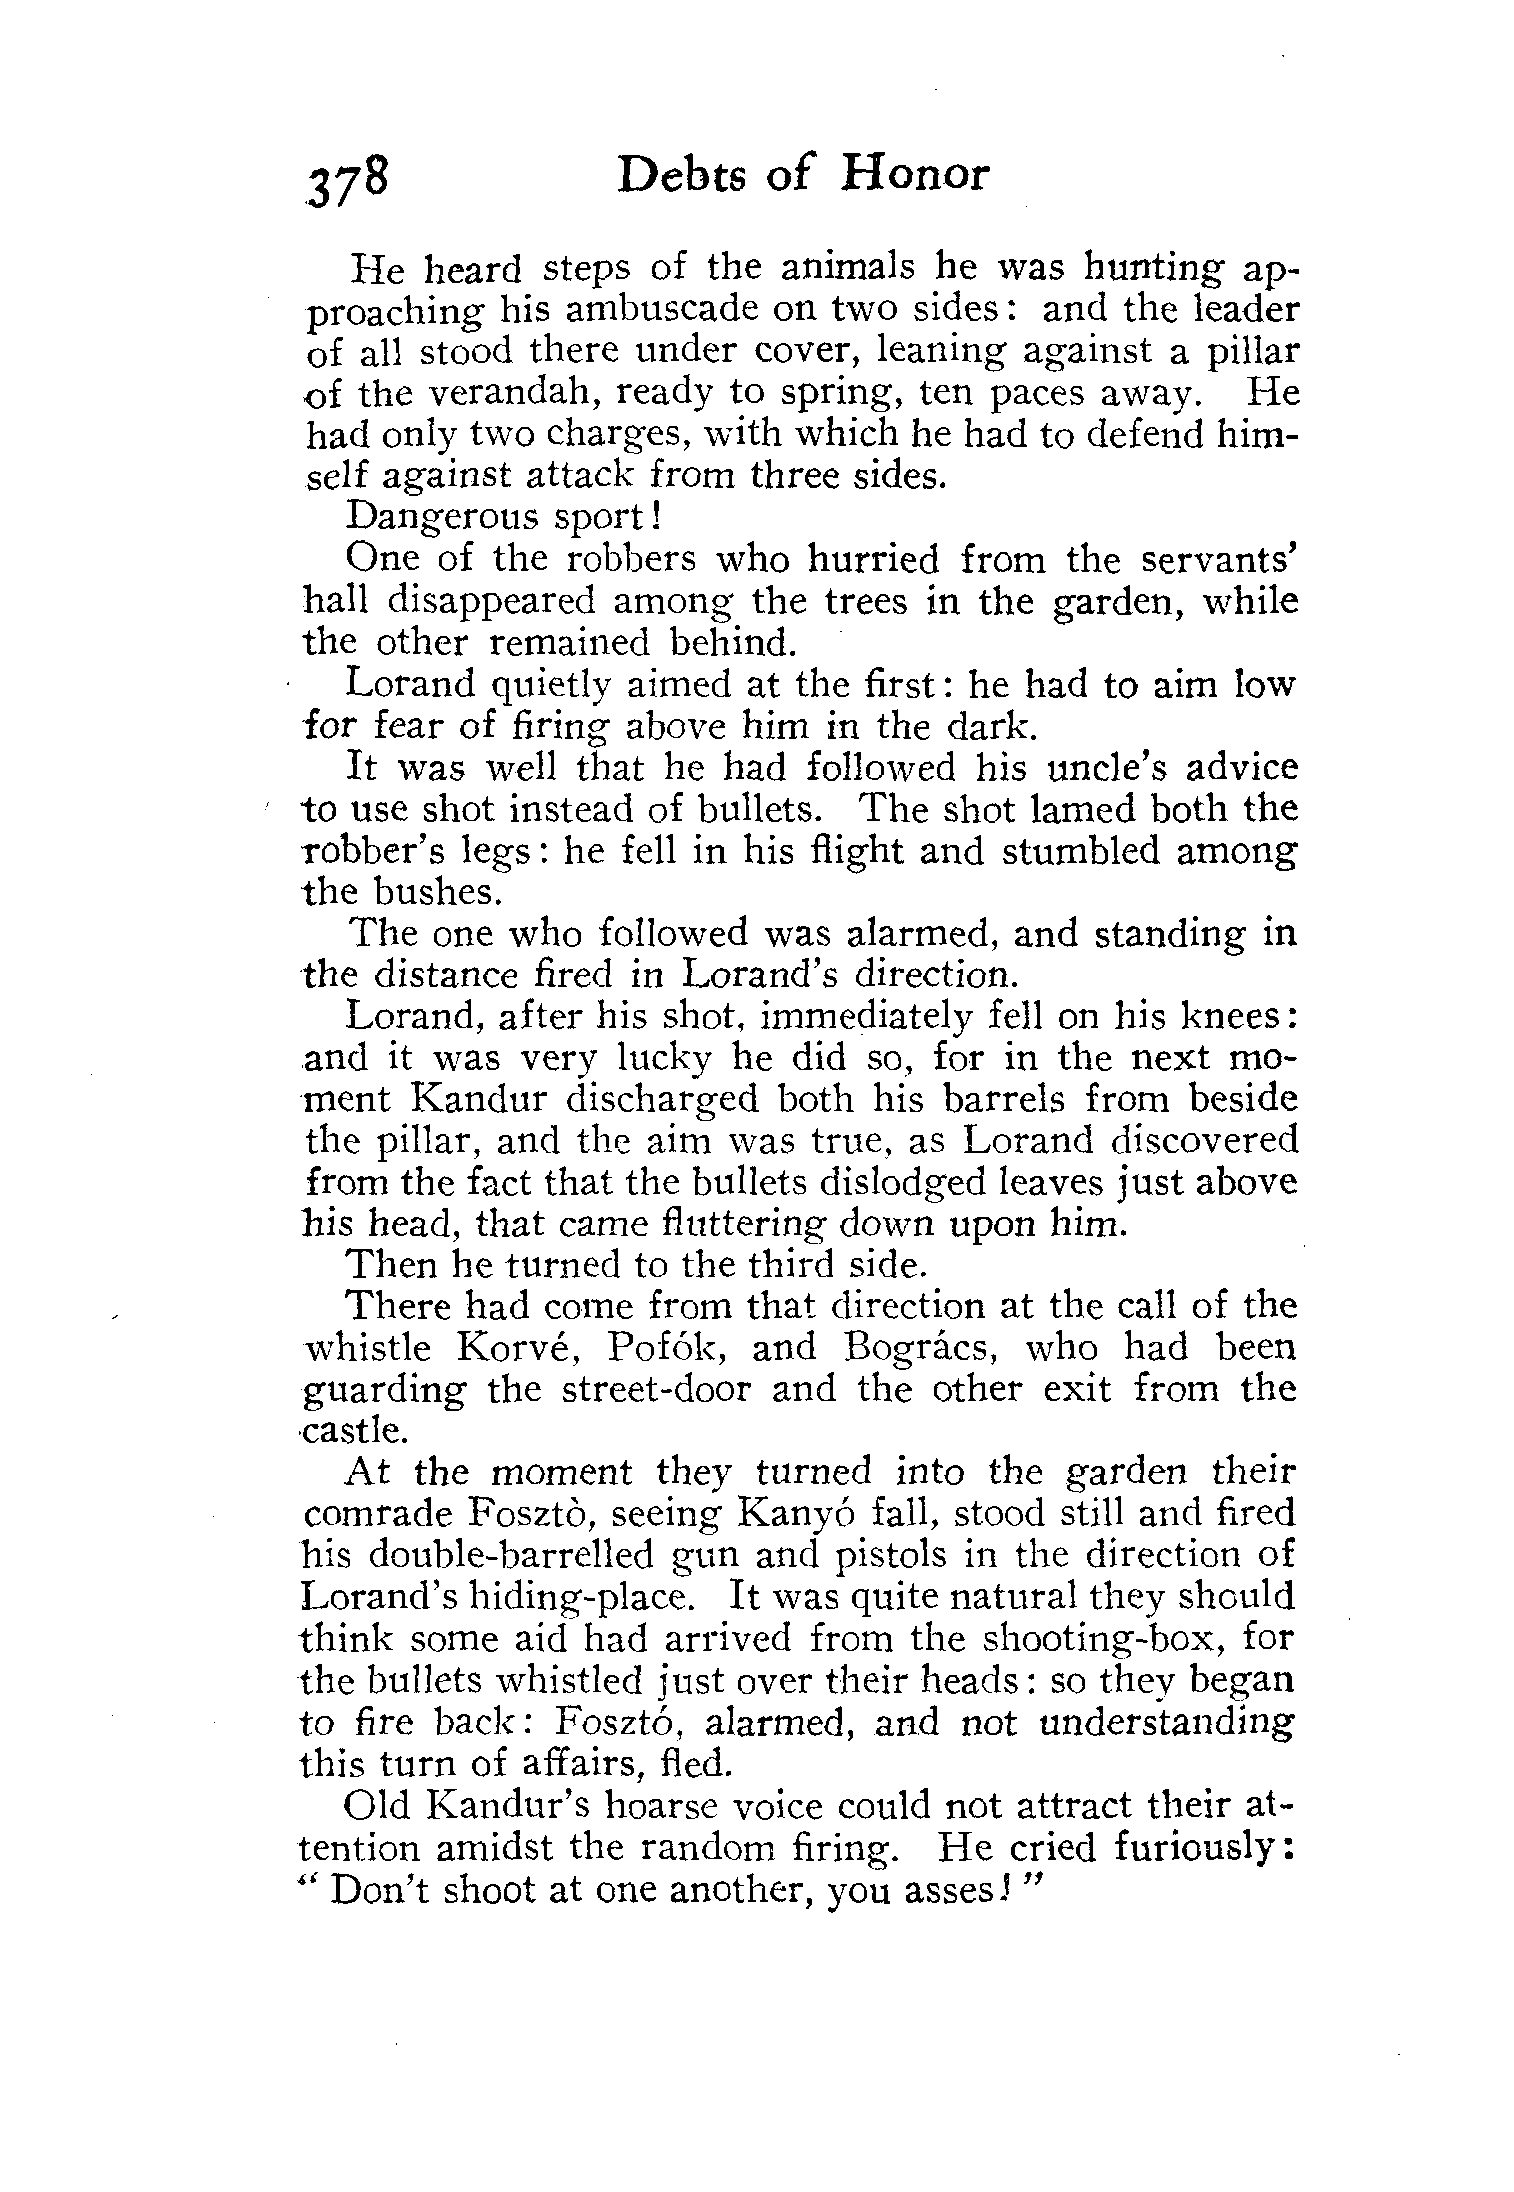 378 Debts of Honor
He heard steps of the animals he was hunting ap-
proaching his ambuscade on two sides: and the leader
of all stood there under cover, leaning against a pillar
of the verandah, ready to spring, ten paces away. He
had only two charges, with which he had to defend him-
self against attack from three sides.
Dangerous sport!
One of the robbers who hurried from the servants'
hall disappeared among the trees in the garden, while
the other remained behind.
Lorand quietly aimed at the first: he had to aim low
for fear of firing above him in the dark.
It was well that he had followed his uncle's advice
to use shot instead of bullets. The shot lamed both the
robber's legs: he fell in his flight and stumbled among
the bushes.
The one who followed was alarmed, and standing in
the distance fired in Lorand's direction.
Lorand, after his shot, immediately fell on his knees:
and it was very lucky he did so, for in the next mo-
ment Kandur discharged both his barrels from beside
the pillar, and the aim was true, as Lorand discovered
from the fact that the bullets dislodged leaves just above
his head, that came fluttering down upon him.
Then he turned to the third side.
There had come from that direction at the call of the
whistle Korvé, Pofók, and Bogrács, who had been
guarding the street-door and the other exit from the
castle.
At the moment they turned into the garden their
comrade Fosztò, seeing Kanyó fall, stood still and fired
his double-barrelled gun and pistols in the direction of
Lorand's hiding-place. It was quite natural they should
think some aid had arrived from the shooting-box, for
the bullets whistled just over their heads: so they began
to fire back: Fosztó, alarmed, and not understanding
this turn of affairs, fled.
Old Kandur's hoarse voice could not attract their at-
tention amidst the random firing. He cried furiously:
"Don't shoot at one another, you asses!"